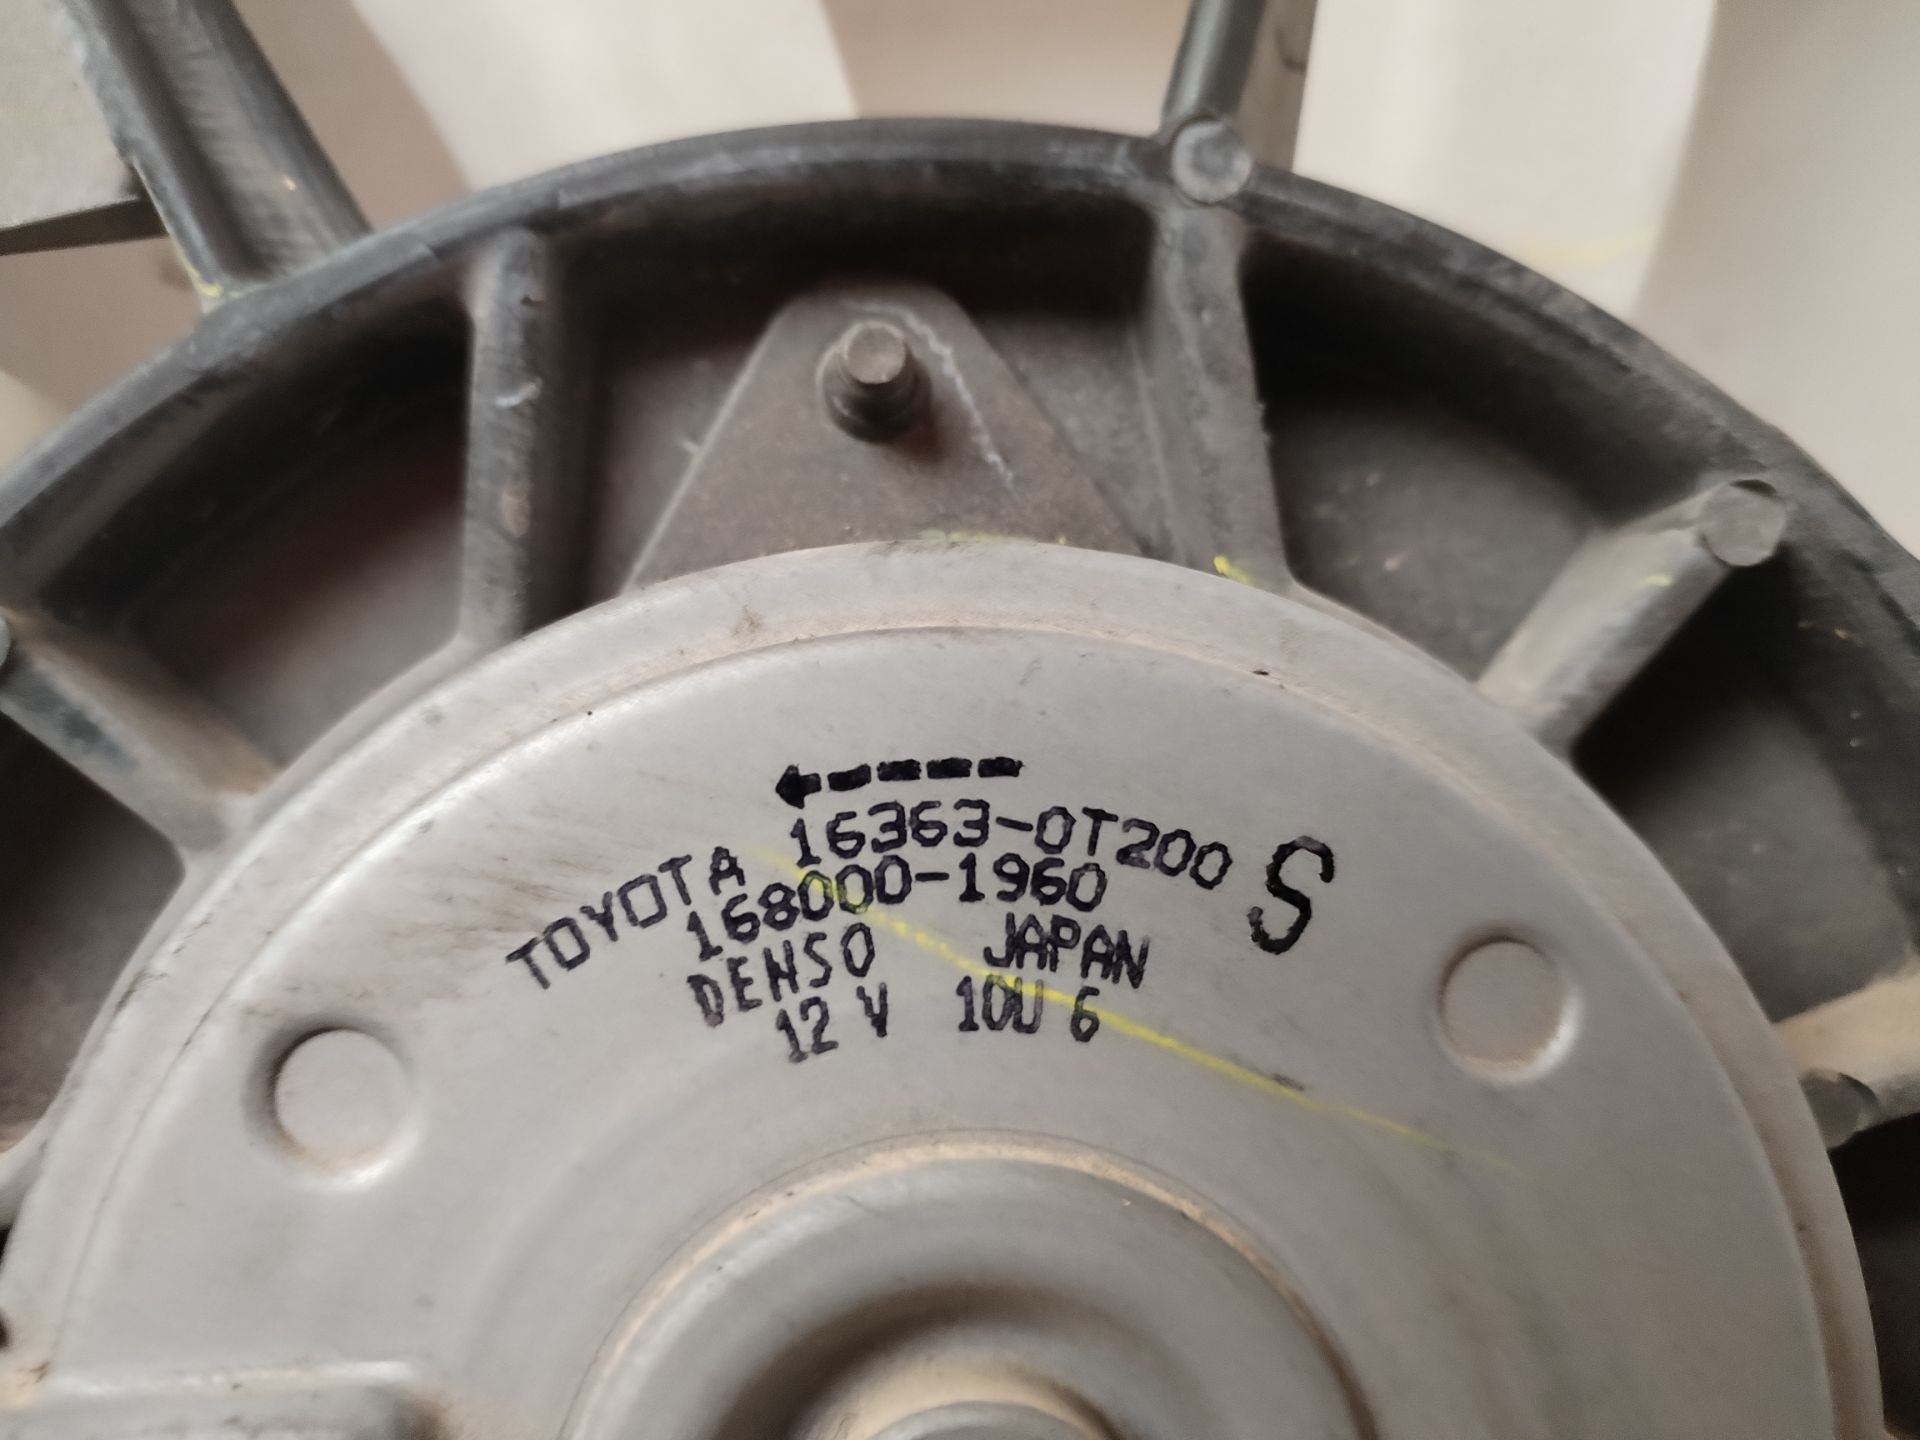 TOYOTA 16363-0T200 S
168000-1960
DENSO JAPAN
12 V 10U 6